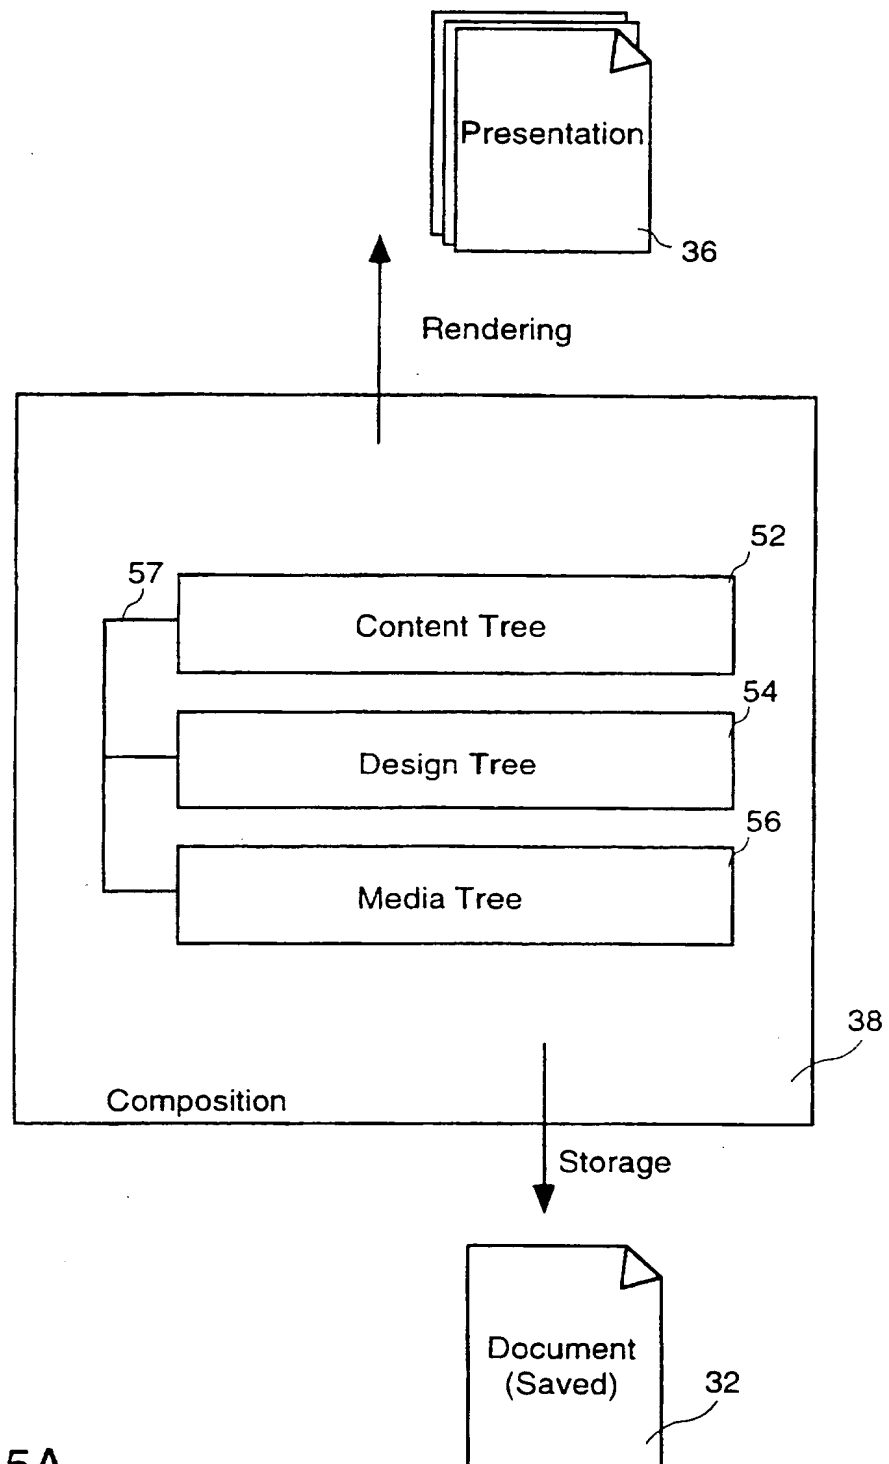 Presentation
36
Rendering
52
57
Content Tree
54
Design Tree
56
Media Tree
38
Composition
Storage
Document
(Saved)
32
5A